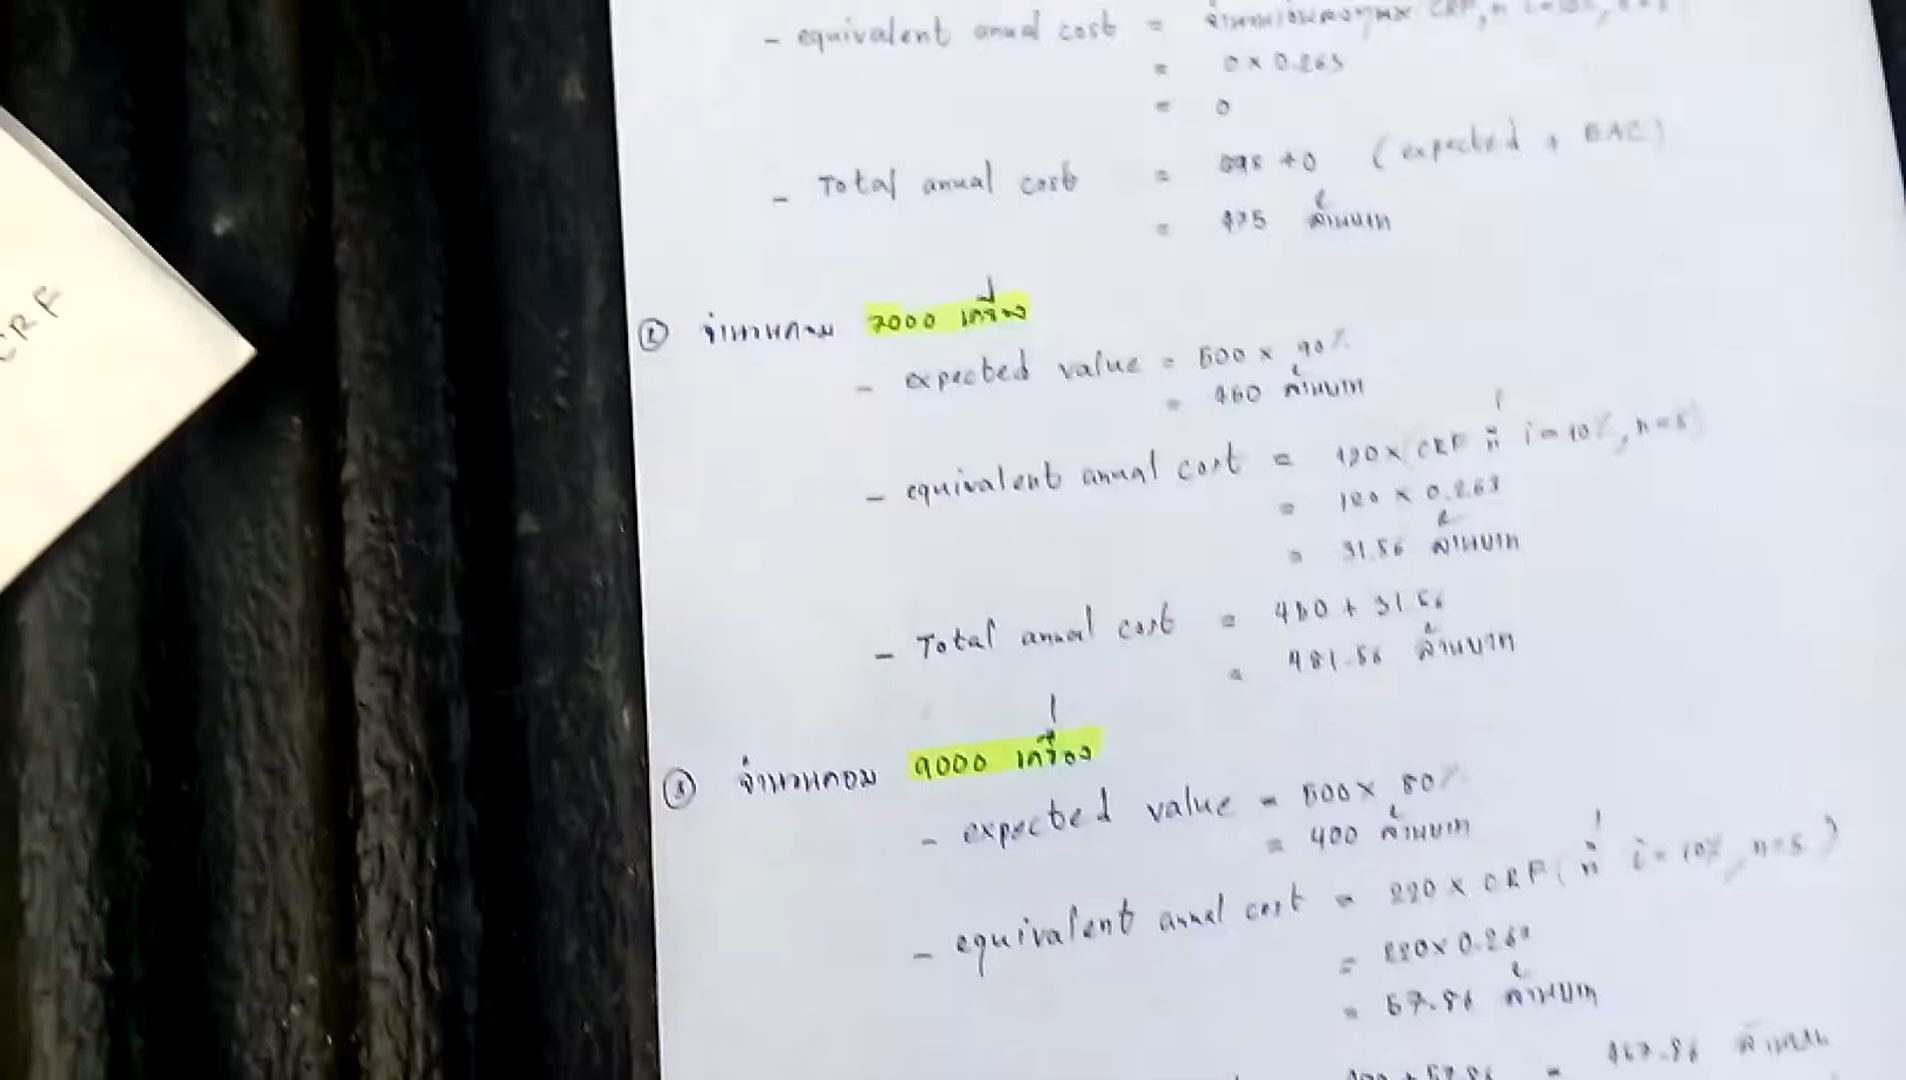 CRF
- equivalent anual cost =
= 0 x 0.263
= 0
- Total anual cost = +0 (expected + EAC)
= 475 ล้านบาท
② จำนวนคอม 7000 เครื่อง
- expected value = 500 x 90%
= 450 ล้านบาท
- equivalent anual cost = 120 x (CRF ที่ i = 10%, n = 5)
= 120 x 0.263
= 31.56 ล้านบาท
- Total anual cost = 450 + 31.56
= 481.56 ล้านบาท
③ จำนวนคอม 9000 เครื่อง
- expected value = 500 x 80%
= 400 ล้านบาท
- equivalent anual cost = 220 x CRF (ที่ i = 10%, n = 5)
= 220 x 0.263
= 57.86 ล้านบาท
400 + 57.86 = 457.86 ล้านบาท